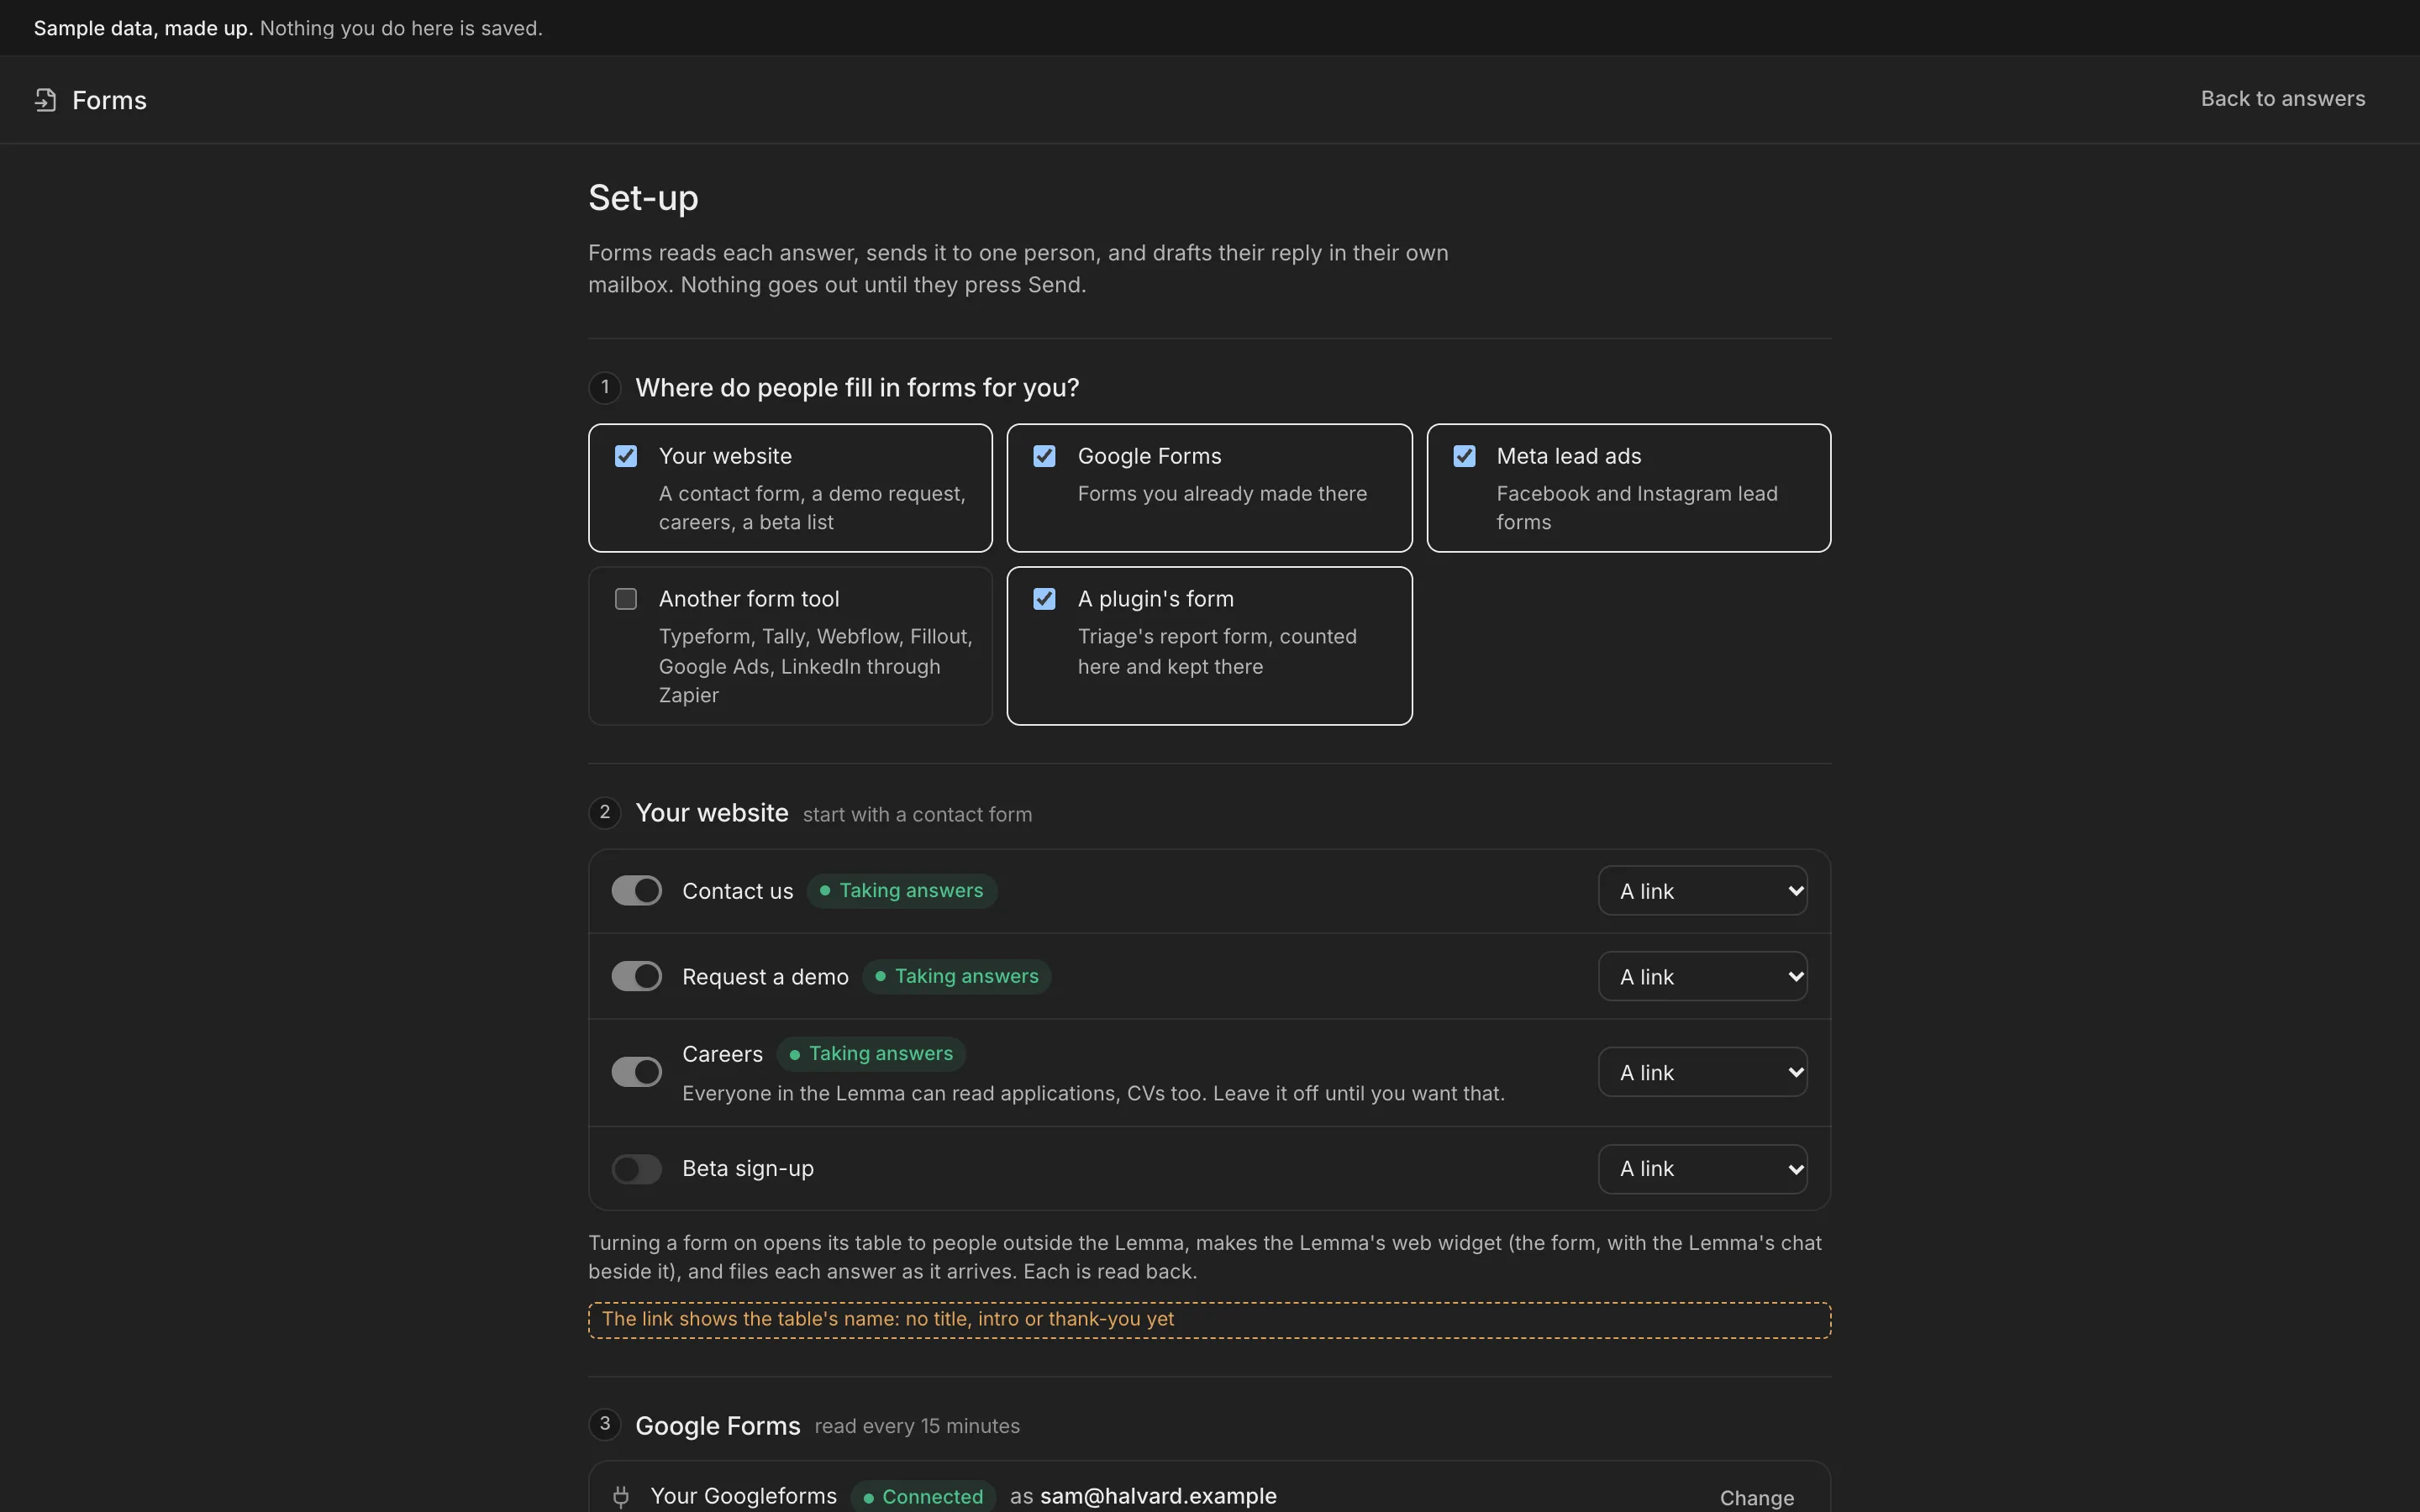 Sample data, made up. Nothing you do here is saved.
Forms
Back to answers
Set-up
Forms reads each answer, sends it to one person, and drafts their reply in their own
mailbox. Nothing goes out until they press Send.
1 Where do people fill in forms for you?
Your website
A contact form, a demo request,
careers, a beta list
Google Forms
Forms you already made there
Meta lead ads
Facebook and Instagram lead
forms
Another form tool
Typeform, Tally, Webflow, Fillout,
Google Ads, LinkedIn through
Zapier
A plugin's form
Triage's report form, counted
here and kept there
2 Your website start with a contact form
Contact us Taking answers A link
Request a demo Taking answers A link
Careers Taking answers A link
Everyone in the Lemma can read applications, CVs too. Leave it off until you want that.
Beta sign-up A link
Turning a form on opens its table to people outside the Lemma, makes the Lemma's web widget (the form, with the Lemma's chat
beside it), and files each answer as it arrives. Each is read back.
The link shows the table's name: no title, intro or thank-you yet
3 Google Forms read every 15 minutes
Your Googleforms Connected as sam@halvard.example Change